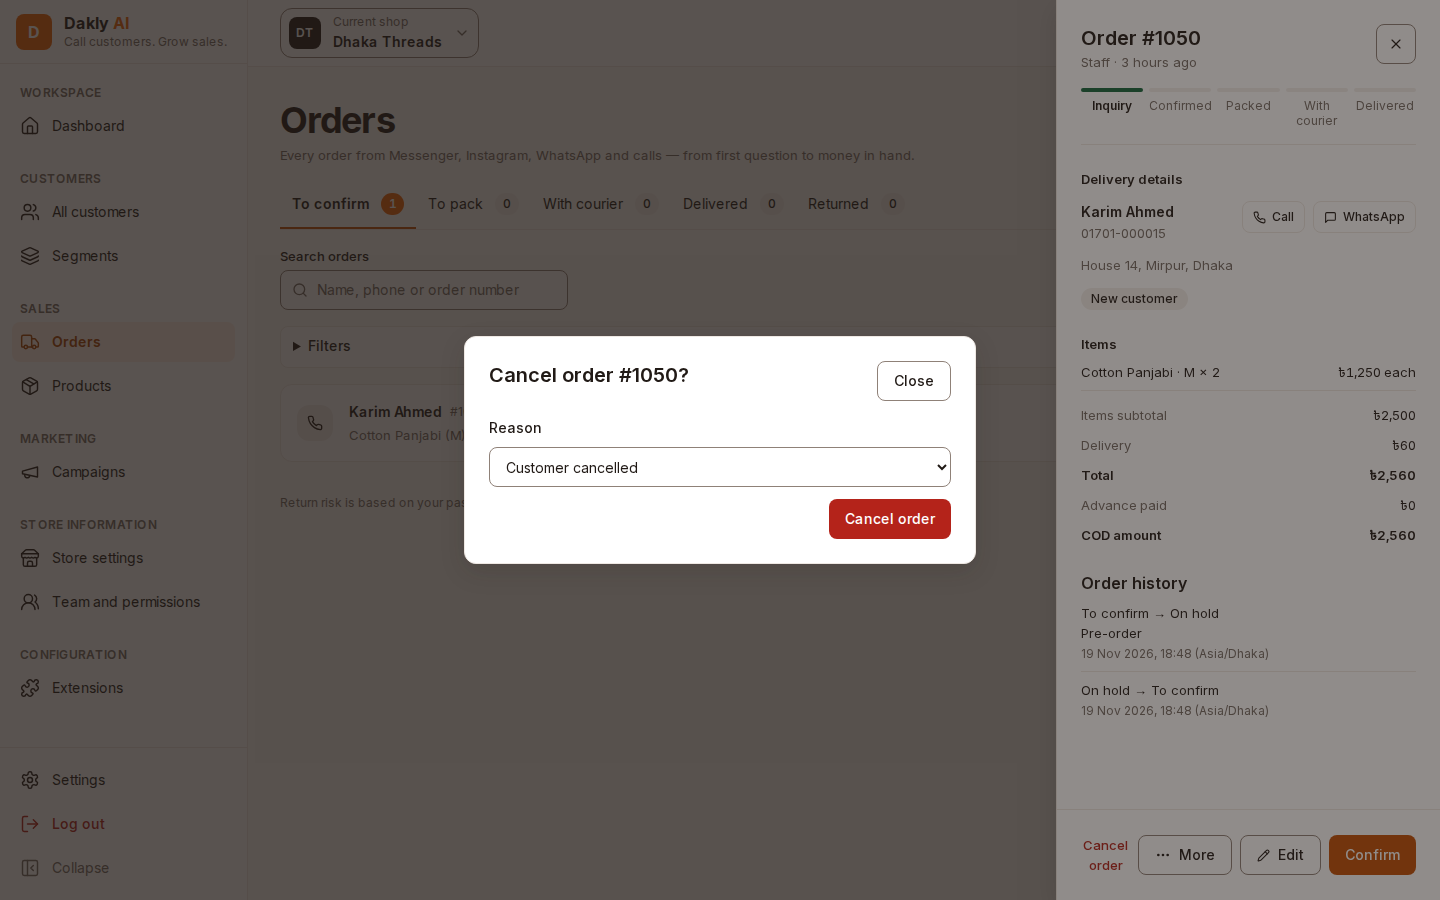 D
Dakly AI
Call customers. Grow sales.
WORKSPACE
Dashboard
CUSTOMERS
All customers
Segments
SALES
Orders
Products
MARKETING
Campaigns
STORE INFORMATION
Store settings
Team and permissions
CONFIGURATION
Extensions
Settings
Log out
Collapse
DT
Current shop
Dhaka Threads
Orders
Every order from Messenger, Instagram, WhatsApp and calls — from first question to money in hand.
To confirm 1 To pack 0 With courier 0 Delivered 0 Returned 0
Search orders
Name, phone or order number
Filters
Karim Ahmed
Cotton Panjabi (M)
Return risk is based on your
Cancel order #1050?
Close
Reason
Customer cancelled
Cancel order
Order #1050
Staff · 3 hours ago
Inquiry Confirmed Packed With courier Delivered
Delivery details
Karim Ahmed
01701-000015
Call
WhatsApp
House 14, Mirpur, Dhaka
New customer
Items
Cotton Panjabi · M × 2 ৳1,250 each
Items subtotal ৳2,500
Delivery ৳60
Total ৳2,560
Advance paid ৳0
COD amount ৳2,560
Order history
To confirm → On hold
Pre-order
19 Nov 2026, 18:48 (Asia/Dhaka)
On hold → To confirm
19 Nov 2026, 18:48 (Asia/Dhaka)
Cancel order
More
Edit
Confirm